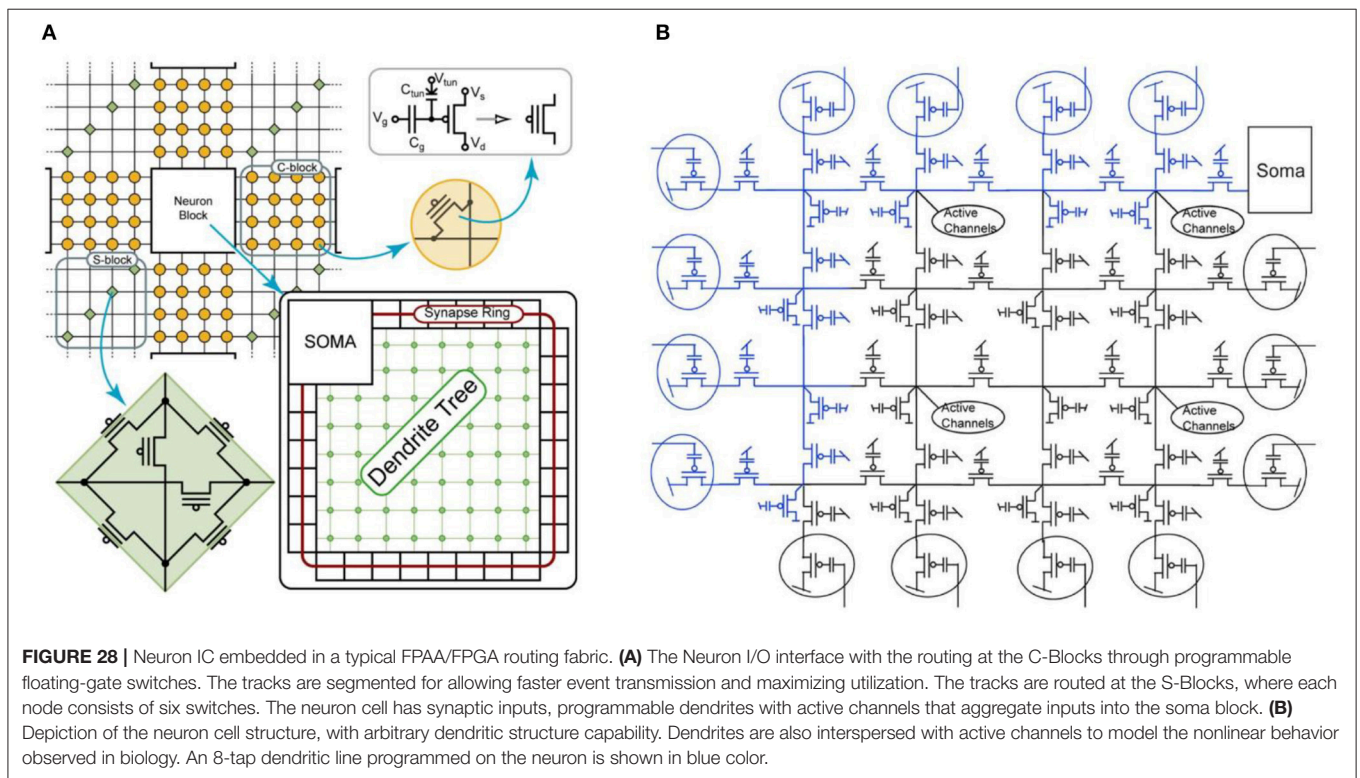 A
B
V_tun
C_tun
V_s
V_g
C_g
V_d
C-block
Neuron
Block
S-block
SOMA
Synapse Ring
Dendrite Tree
Soma
Active
Channels
Active
Channels
Active
Channels
Active
Channels
FIGURE 28 | Neuron IC embedded in a typical FPAA/FPGA routing fabric. (A) The Neuron I/O interface with the routing at the C-Blocks through programmable
floating-gate switches. The tracks are segmented for allowing faster event transmission and maximizing utilization. The tracks are routed at the S-Blocks, where each
node consists of six switches. The neuron cell has synaptic inputs, programmable dendrites with active channels that aggregate inputs into the soma block. (B)
Depiction of the neuron cell structure, with arbitrary dendritic structure capability. Dendrites are also interspersed with active channels to model the nonlinear behavior
observed in biology. An 8-tap dendritic line programmed on the neuron is shown in blue color.